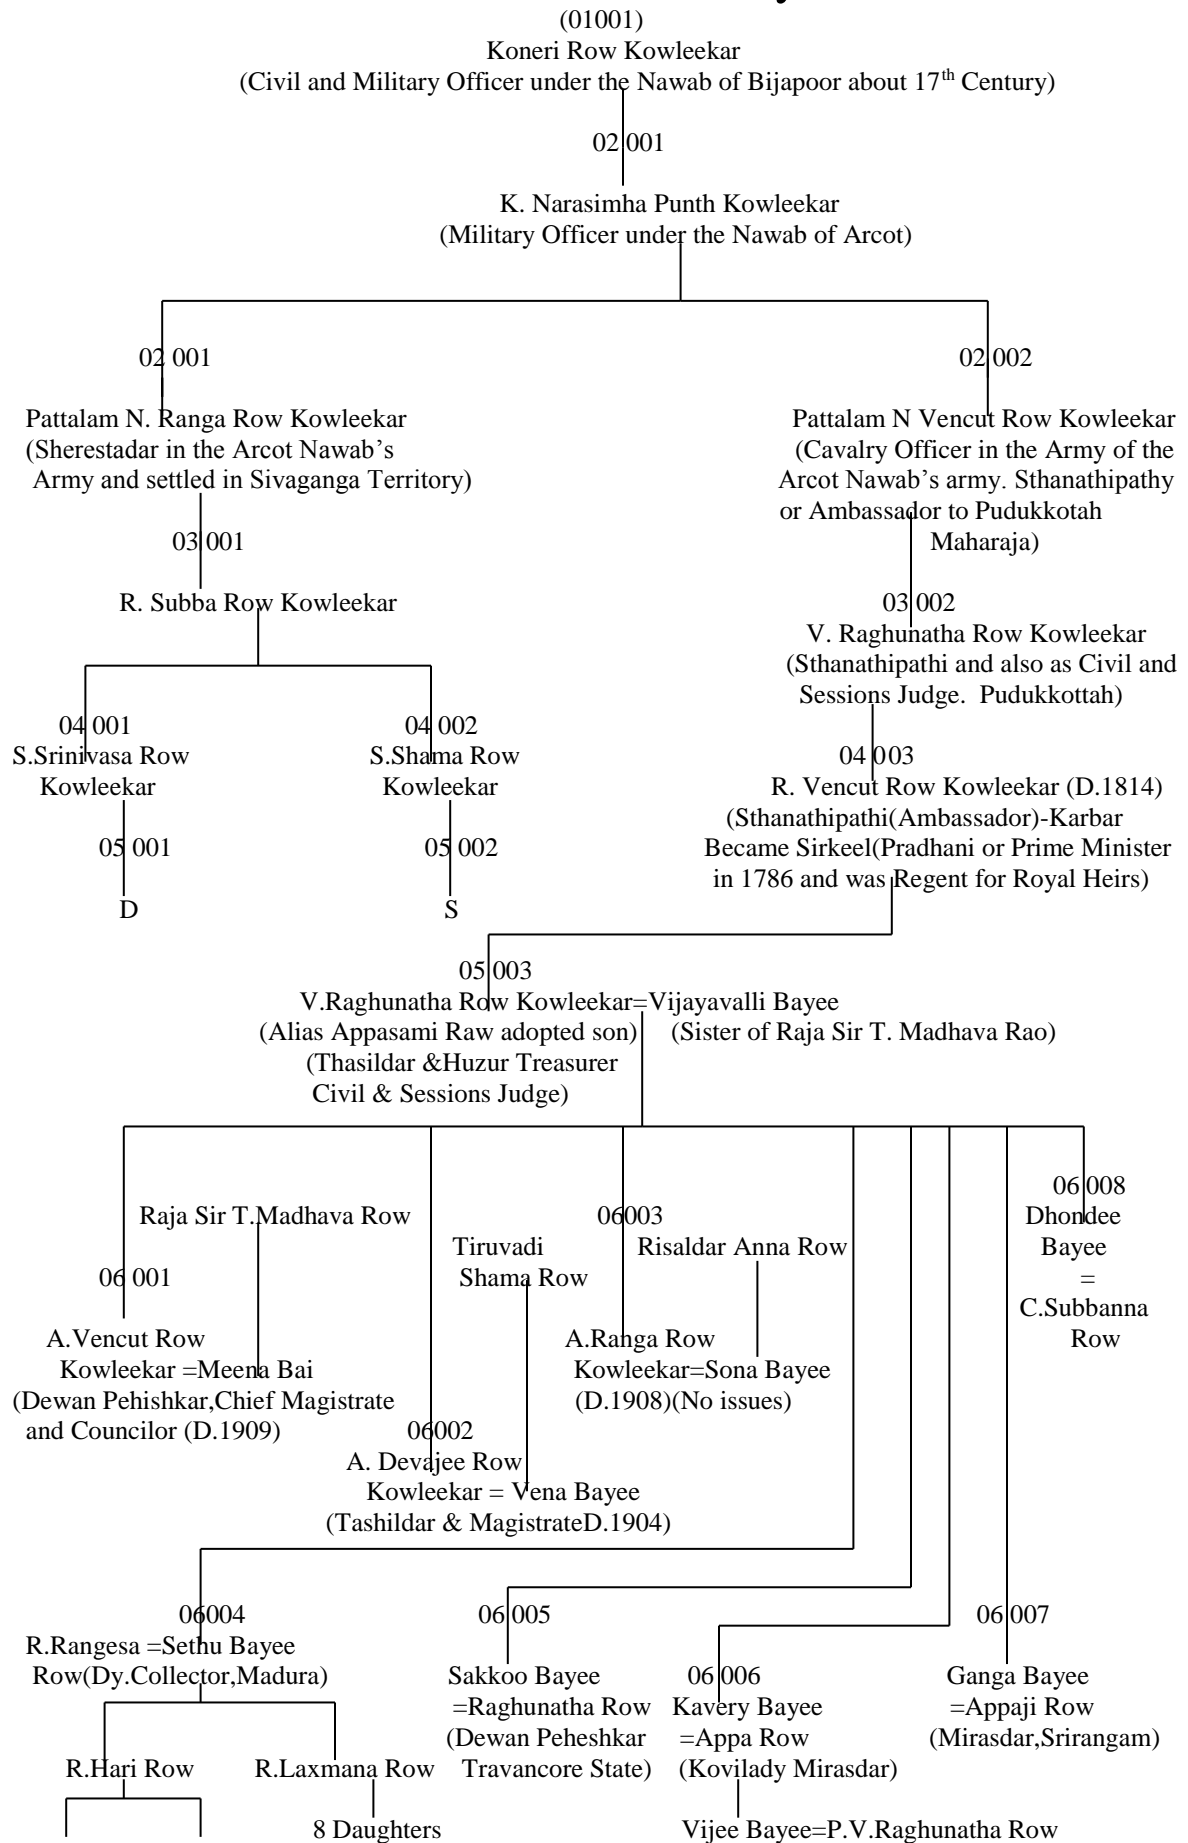 (01001)
Koneri Row Kowleekar
(Civil and Military Officer under the Nawab of Bijapoor about 17th Century)
02 001
K. Narasimha Punth Kowleekar
(Military Officer under the Nawab of Arcot)
02 001
Pattalam N. Ranga Row Kowleekar
(Sherestadar in the Arcot Nawab’s
Army and settled in Sivaganga Territory)
03 001
R. Subba Row Kowleekar
02 002
Pattalam N Vencut Row Kowleekar
(Cavalry Officer in the Army of the
Arcot Nawab’s army. Sthanathipathy
or Ambassador to Pudukkotah
Maharaja)
03 002
V. Raghunatha Row Kowleekar
(Sthanathipathi and also as Civil and
Sessions Judge. Pudukkottah)
04 001
S.Srinivasa Row
Kowleekar
05 001
D
04 002
S.Shama Row
Kowleekar
05 002
S
04 003
R. Vencut Row Kowleekar (D.1814)
(Sthanathipathi(Ambassador)-Karbar
Became Sirkeel(Pradhani or Prime Minister
in 1786 and was Regent for Royal Heirs)
05 003
V.Raghunatha Row Kowleekar=Vijayavalli Bayee
(Alias Appasami Raw adopted son) (Sister of Raja Sir T. Madhava Rao)
(Thasildar &Huzur Treasurer
Civil & Sessions Judge)
Raja Sir T.Madhava Row
06 001
A.Vencut Row
Kowleekar =Meena Bai
(Dewan Pehishkar,Chief Magistrate
and Councilor (D.1909)
Tiruvadi
Shama Row
06002
A. Devajee Row
Kowleekar = Vena Bayee
(Tashildar & MagistrateD.1904)
06003
Risaldar Anna Row
A.Ranga Row
Kowleekar=Sona Bayee
(D.1908)(No issues)
06 008
Dhondee
Bayee
=
C.Subbanna
Row
06004
R.Rangesa =Sethu Bayee
Row(Dy.Collector,Madura)
R.Hari Row
R.Laxmana Row
8 Daughters
06 005
Sakkoo Bayee
=Raghunatha Row
(Dewan Peheshkar
Travancore State)
06 006
Kavery Bayee
=Appa Row
(Kovilady Mirasdar)
Vijee Bayee=P.V.Raghunatha Row
06 007
Ganga Bayee
=Appaji Row
(Mirasdar,Srirangam)